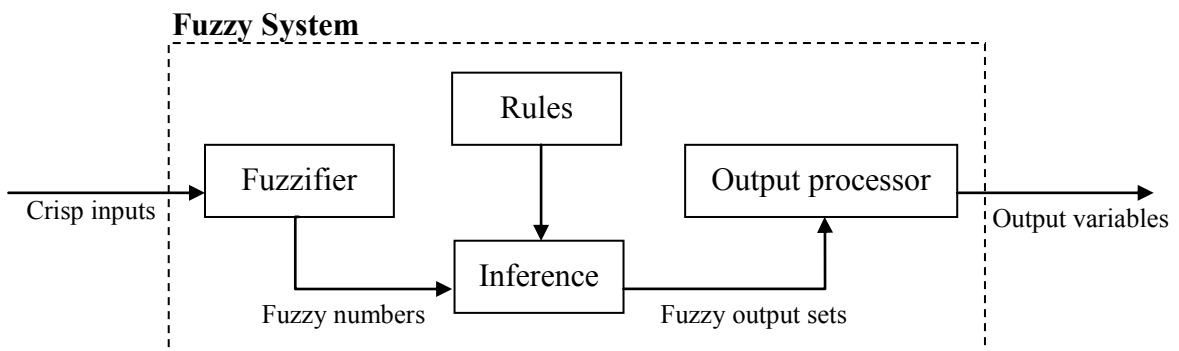 Fuzzy System
Rules
Fuzzifier
Output processor
Crisp inputs
Output variables
Inference
Fuzzy numbers
Fuzzy output sets